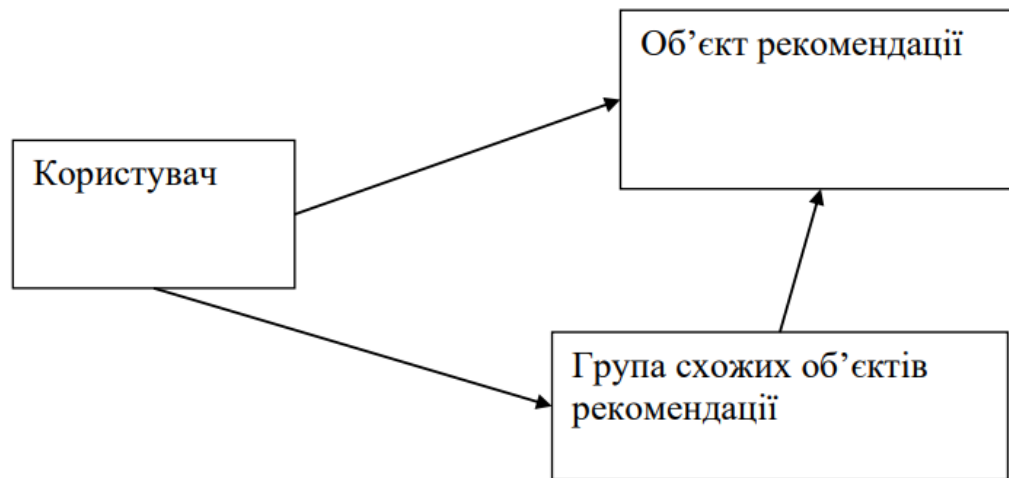 Об’єкт рекомендації
Користувач
Група схожих об’єктів
рекомендації